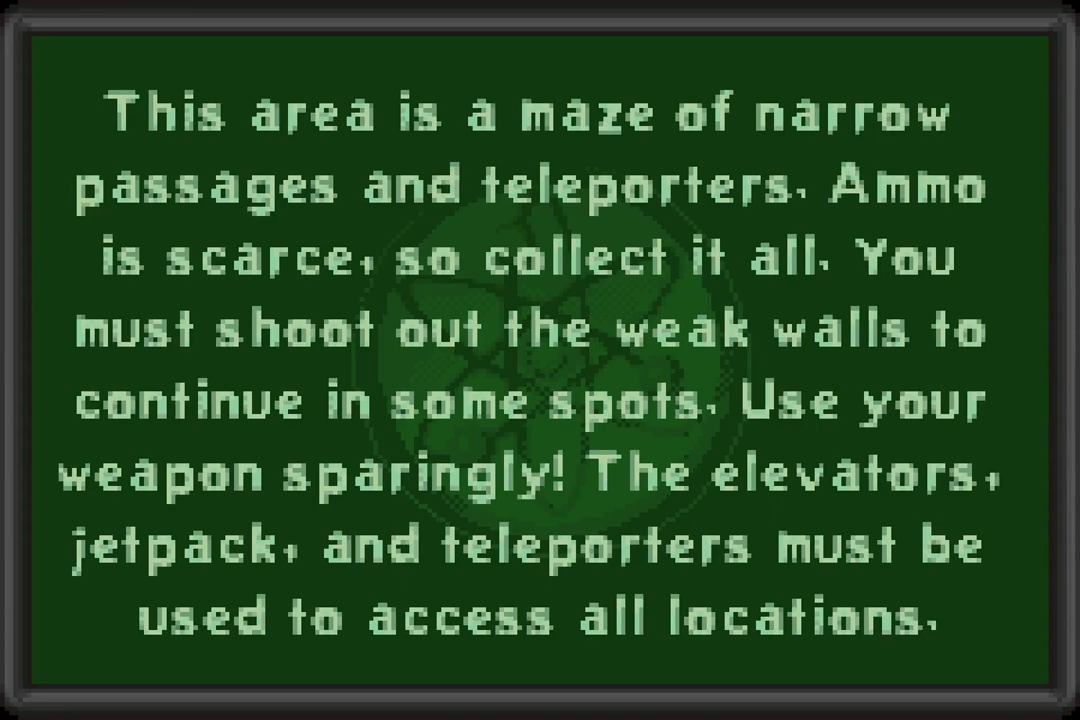 This area is a maze of narrow
passages and teleporters. Ammo
is scarce, so collect it all. You
must shoot out the weak walls to
continue in some spots. Use your
weapon sparingly! The elevators,
jetpack, and teleporters must be
used to access all locations.